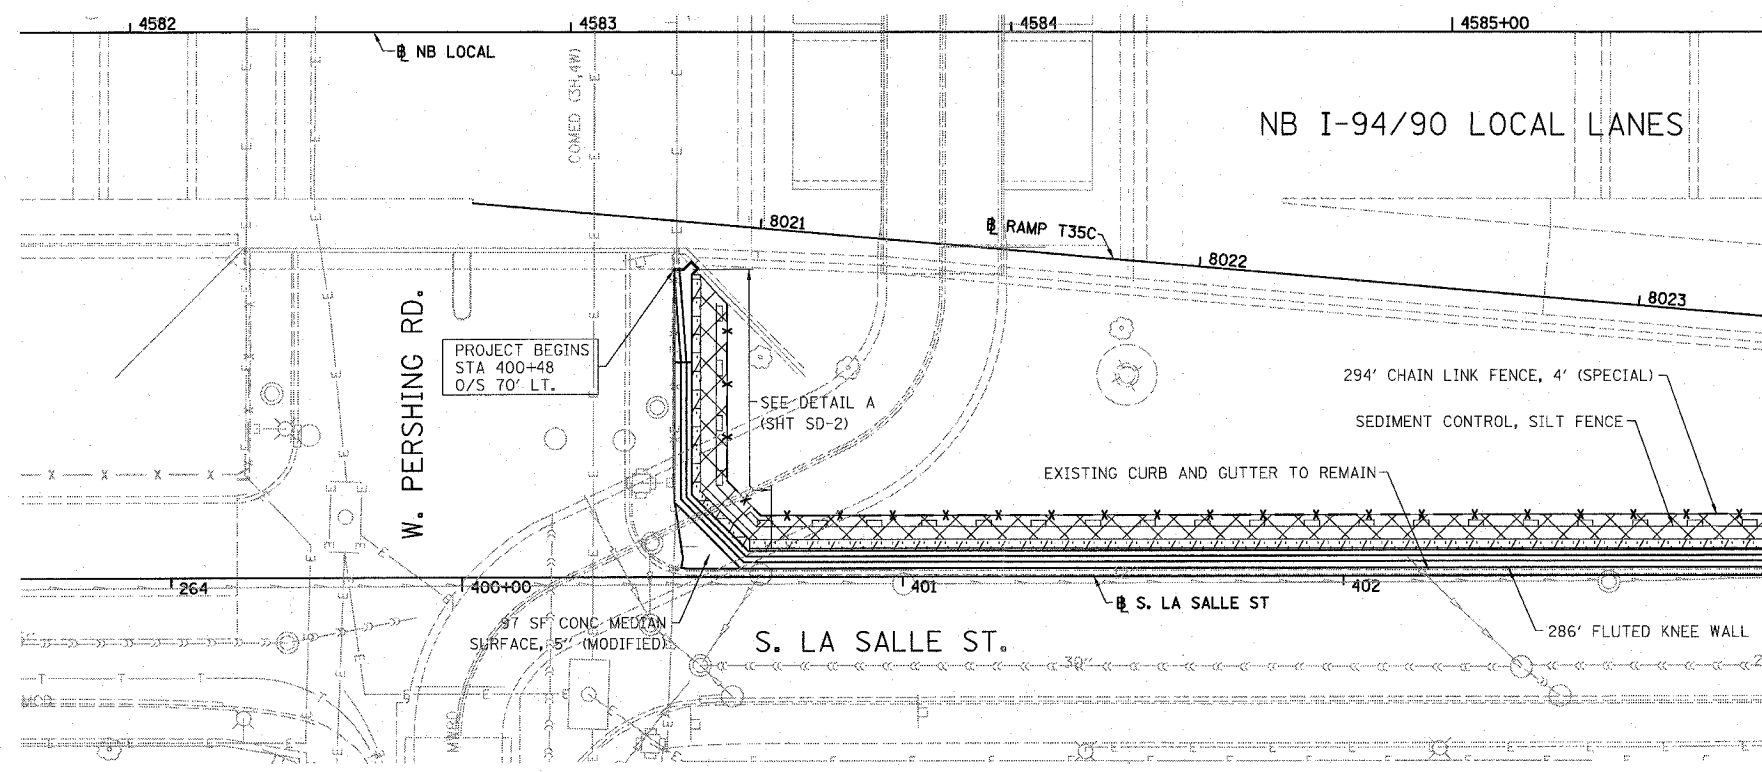 4582
4583
4584
4585+00
℄ NB LOCAL
COMED (3H,4W)
NB I-94/90 LOCAL LANES
8021
℄ RAMP T35C
8022
8023
W. PERSHING RD.
PROJECT BEGINS
STA 400+48
O/S 70' LT.
SEE DETAIL A
(SHT SD-2)
294' CHAIN LINK FENCE, 4' (SPECIAL)
SEDIMENT CONTROL, SILT FENCE
EXISTING CURB AND GUTTER TO REMAIN
264
400+00
401
402
℄ S. LA SALLE ST
97 SF CONC MEDIAN
SURFACE, 5" (MODIFIED)
S. LA SALLE ST.
286' FLUTED KNEE WALL
30"